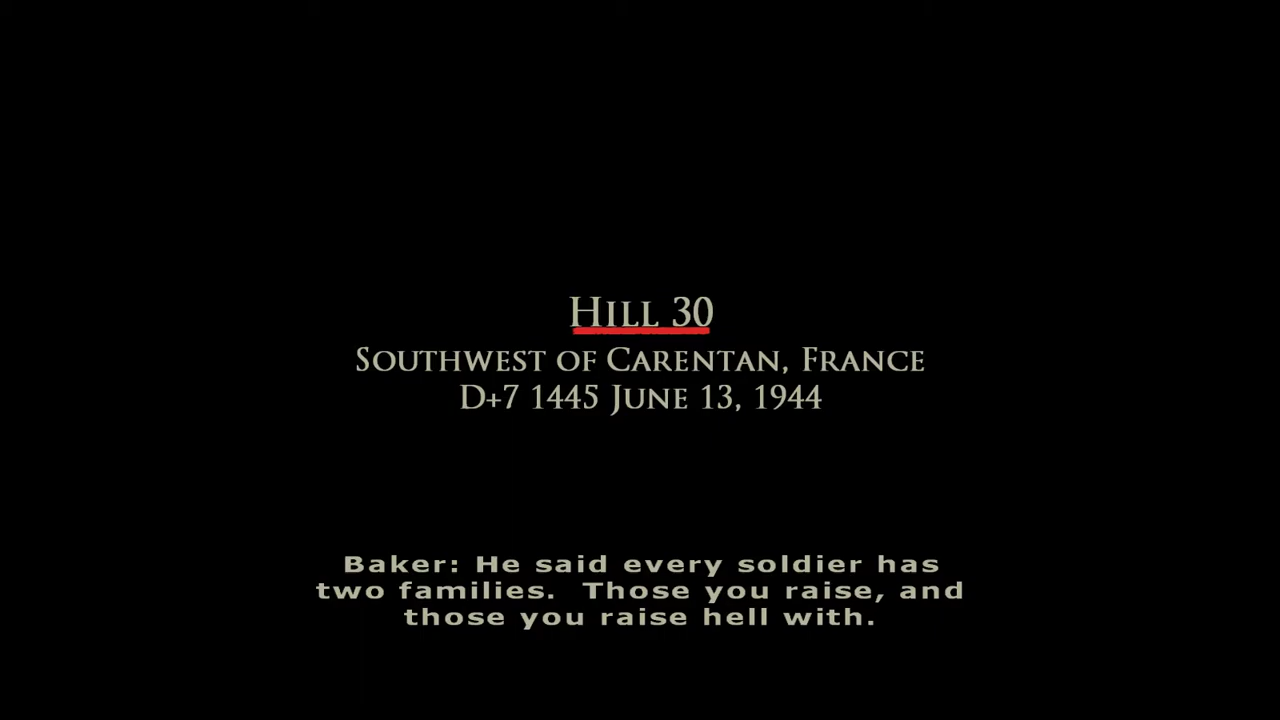 Hill 30
Southwest of Carentan, France
D+7 1445 June 13, 1944
Baker: He said every soldier has
two families.  Those you raise, and
those you raise hell with.